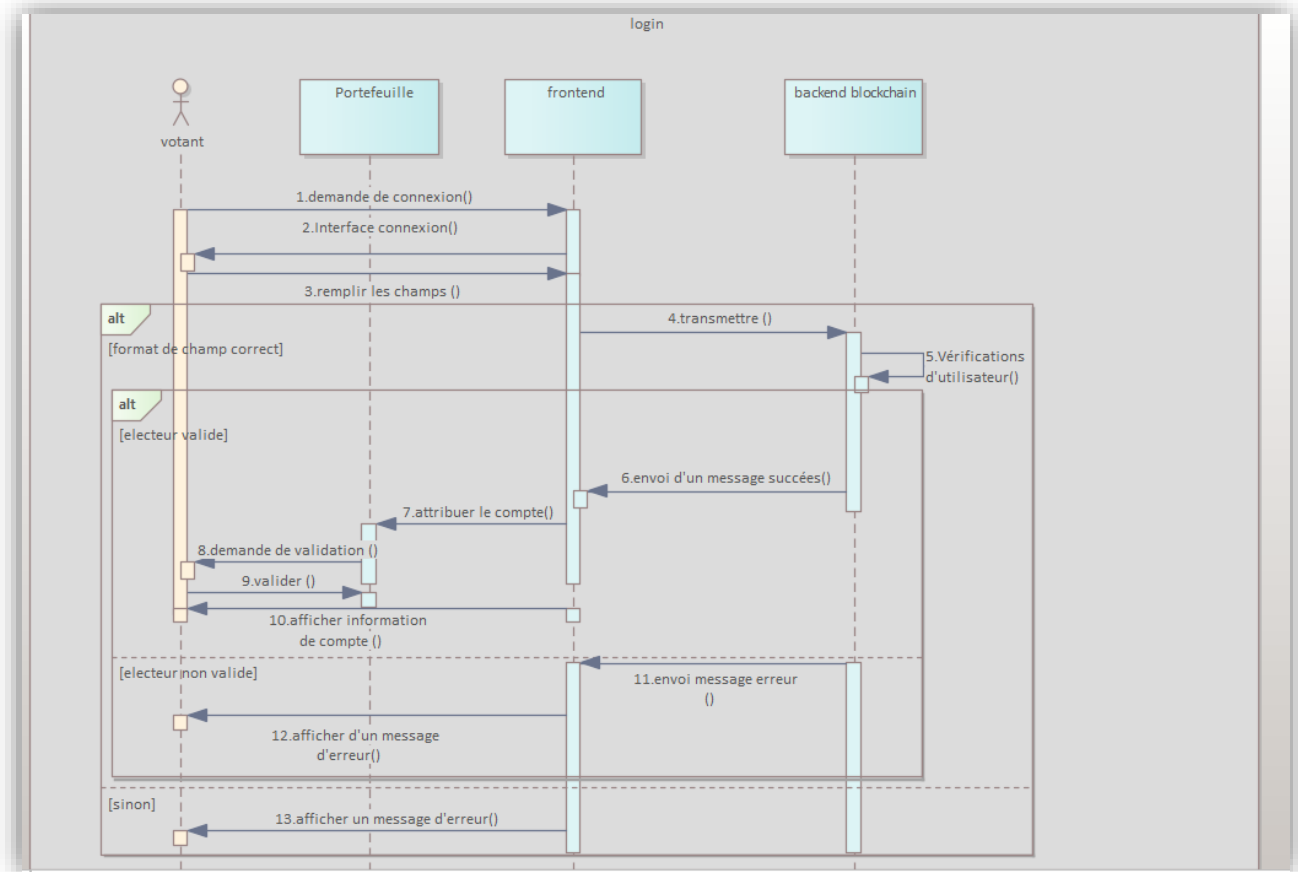 login
votant
Portefeuille
frontend
backend blockchain
1.demande de connexion()
2.Interface connexion()
3.remplir les champs ()
alt
[format de champ correct]
4.transmettre ()
5.Vérifications
d'utilisateur()
alt
[electeur valide]
6.envoi d'un message succées()
7.attribuer le compte()
8.demande de validation ()
9.valider ()
10.afficher information
de compte ()
[electeur non valide]
11.envoi message erreur
()
12.afficher d'un message
d'erreur()
[sinon]
13.afficher un message d'erreur()